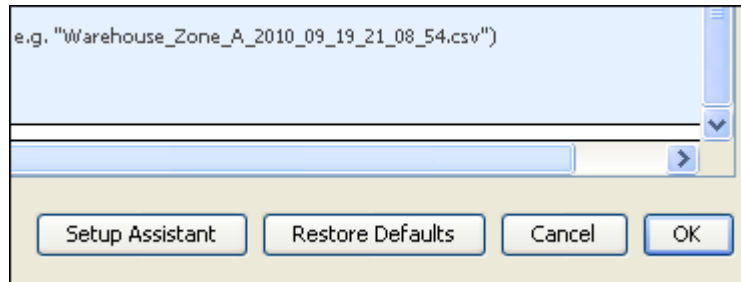 e.g. "Warehouse_Zone_A_2010_09_19_21_08_54.csv")
Setup Assistant Restore Defaults Cancel OK